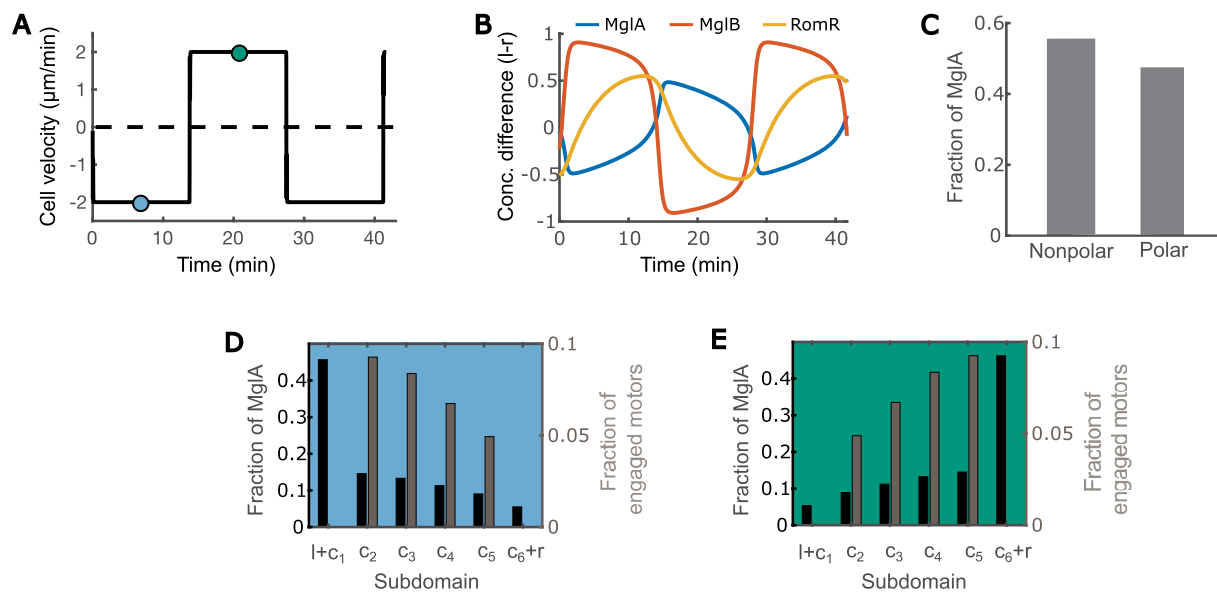 A
Cell velocity (μm/min)
2
1
0
-1
-2
0
10
20
30
40
Time (min)
B
MglA
MglB
RomR
Conc. difference (l-r)
1
0.5
0
-0.5
-1
0
10
20
30
40
Time (min)
C
Fraction of MglA
0.6
0.4
0.2
0
Nonpolar
Polar
D
Fraction of MglA
0.4
0.3
0.2
0.1
0
0.1
0.05
0
Fraction of
engaged motors
l+c₁
c₂
c₃
c₄
c₅
c₆+r
Subdomain
E
Fraction of MglA
0.4
0.3
0.2
0.1
0
0.1
0.05
0
Fraction of
engaged motors
l+c₁
c₂
c₃
c₄
c₅
c₆+r
Subdomain